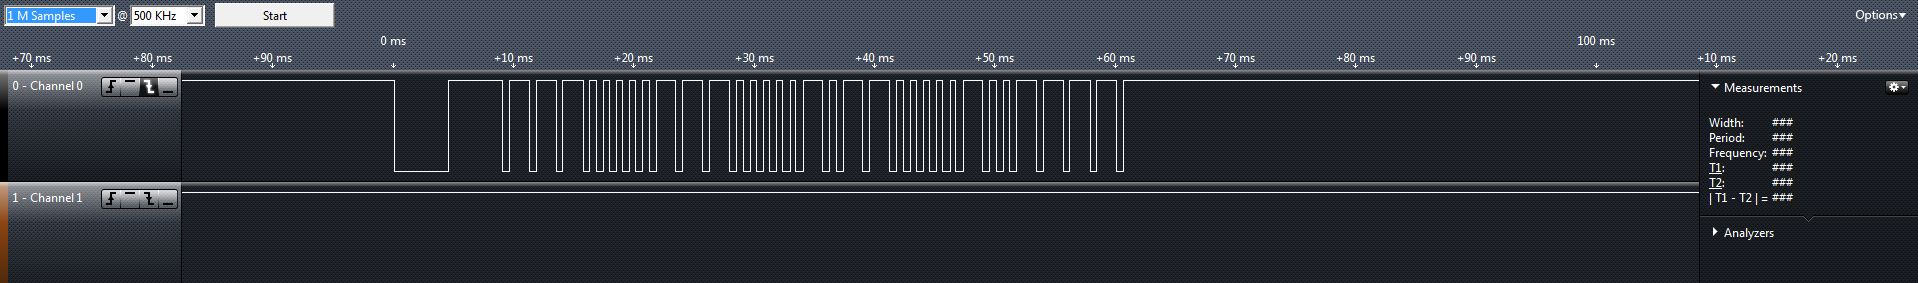 1 M Samples @ 500 KHz Start Options
0 ms 100 ms
+70 ms +80 ms +90 ms +10 ms +20 ms +30 ms +40 ms +50 ms +60 ms +70 ms +80 ms +90 ms +10 ms +20 ms
0 - Channel 0
Measurements
Width: ###
Period: ###
Frequency: ###
T1: ###
T2: ###
| T1 - T2 | = ###
1 - Channel 1
Analyzers